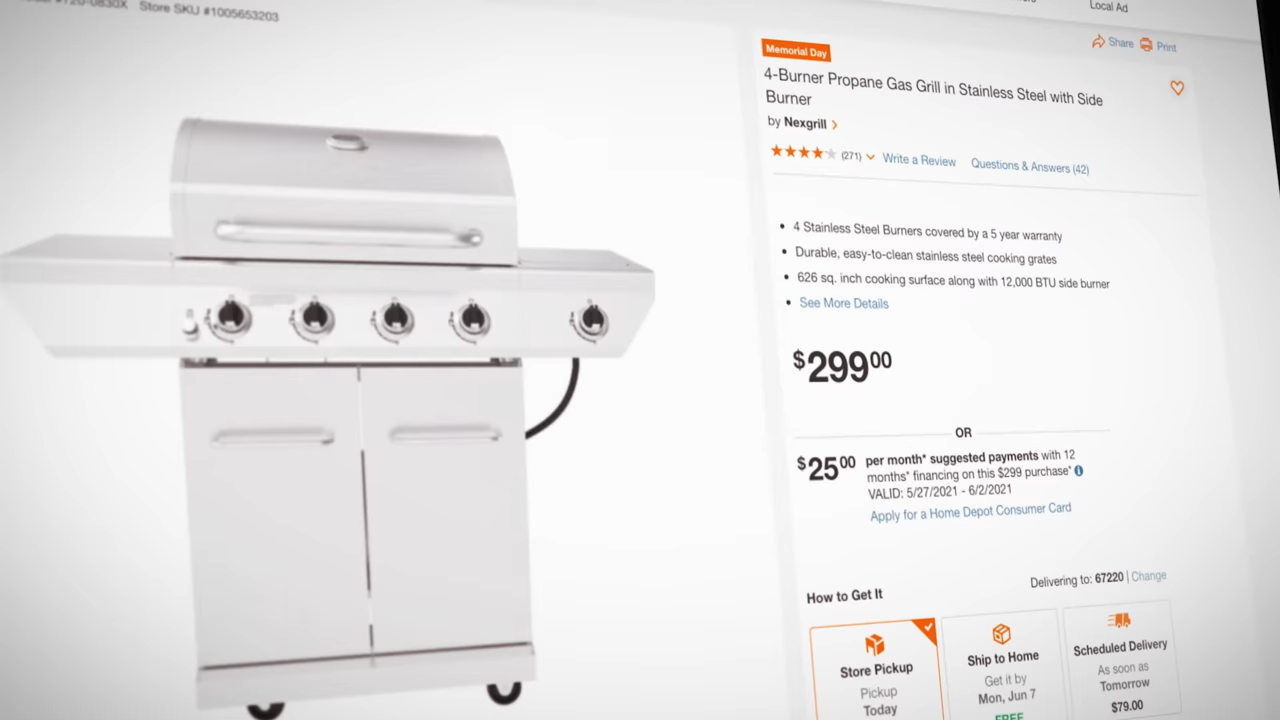 #720-0830X Store SKU #1005653203
Local Ad
Share Print
Memorial Day
4-Burner Propane Gas Grill in Stainless Steel with Side
Burner
by Nexgrill
(271) Write a Review Questions & Answers (42)
• 4 Stainless Steel Burners covered by a 5 year warranty
• Durable, easy-to-clean stainless steel cooking grates
• 626 sq. inch cooking surface along with 12,000 BTU side burner
• See More Details
$29900
OR
$2500 per month* suggested payments with 12
months* financing on this $299 purchase*
VALID: 5/27/2021 - 6/2/2021
Apply for a Home Depot Consumer Card
How to Get It
Delivering to: 67220 | Change
Store Pickup
Pickup
Today
Ship to Home
Get it by
Mon, Jun 7
FREE
Scheduled Delivery
As soon as
Tomorrow
$79.00